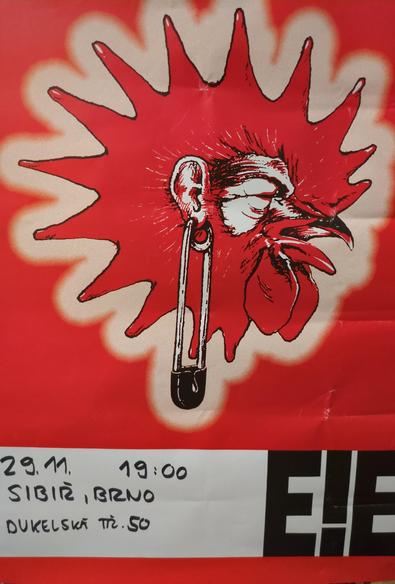 29.11. 19:00
SIBIŘ, BRNO
DUKELSKÁ TŘ. 50
E!E